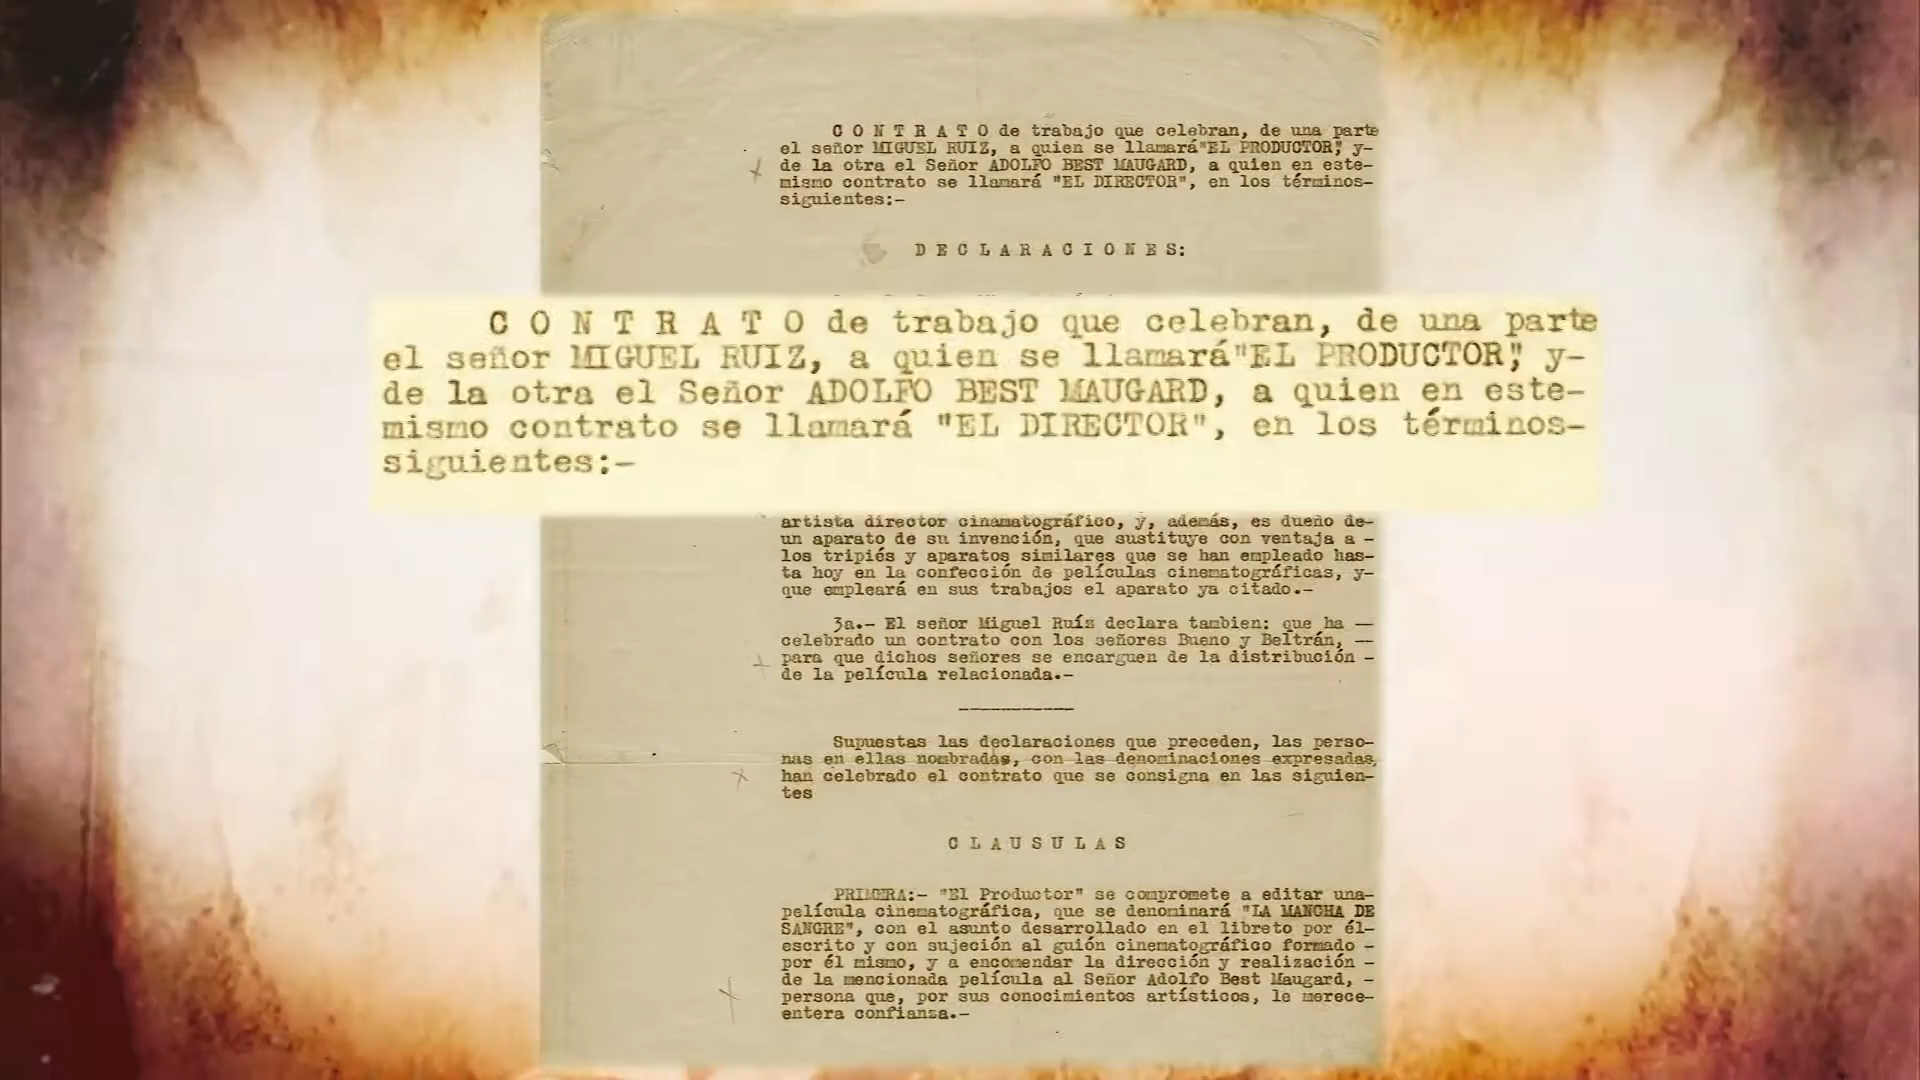 C O N T R A T O de trabajo que celebran, de una parte
el señor MIGUEL RUIZ, a quien se llamará"EL PRODUCTOR", y-
de la otra el Señor ADOLFO BEST MAUGARD, a quien en este-
mismo contrato se llamará "EL DIRECTOR", en los términos-
siguientes:-
D E C L A R A C I O N E S:
C O N T R A T O de trabajo que celebran, de una parte
el señor MIGUEL RUIZ, a quien se llamará"EL PRODUCTOR", y-
de la otra el Señor ADOLFO BEST MAUGARD, a quien en este-
mismo contrato se llamará "EL DIRECTOR", en los términos-
siguientes:-
artista director cinamatográfico, y, además, es dueño de-
un aparato de su invención, que sustituye con ventaja a -
los tripiés y aparatos similares que se han empleado has-
ta hoy en la confección de películas cinematográficas, y-
que empleará en sus trabajos el aparato ya citado.-
3a.- El señor Miguel Ruíz declara tambien: que ha —
celebrado un contrato con los señores Bueno y Beltrán, —
para que dichos señores se encarguen de la distribución -
de la película relacionada.-
Supuestas las declaraciones que preceden, las perso-
nas en ellas nombradas, con las denominaciones expresadas,
han celebrado el contrato que se consigna en las siguien-
tes
C L A U S U L A S
PRIMERA:- "El Productor" se compromete a editar una-
película cinematográfica, que se denominará "LA MANCHA DE
SANGRE", con el asunto desarrollado en el libreto por él-
escrito y con sujeción al guión cinematográfico formado -
por él mismo, y a encomendar la dirección y realización -
de la mencionada película al Señor Adolfo Best Maugard, -
persona que, por sus conocimientos artísticos, le merece-
entera confianza.-